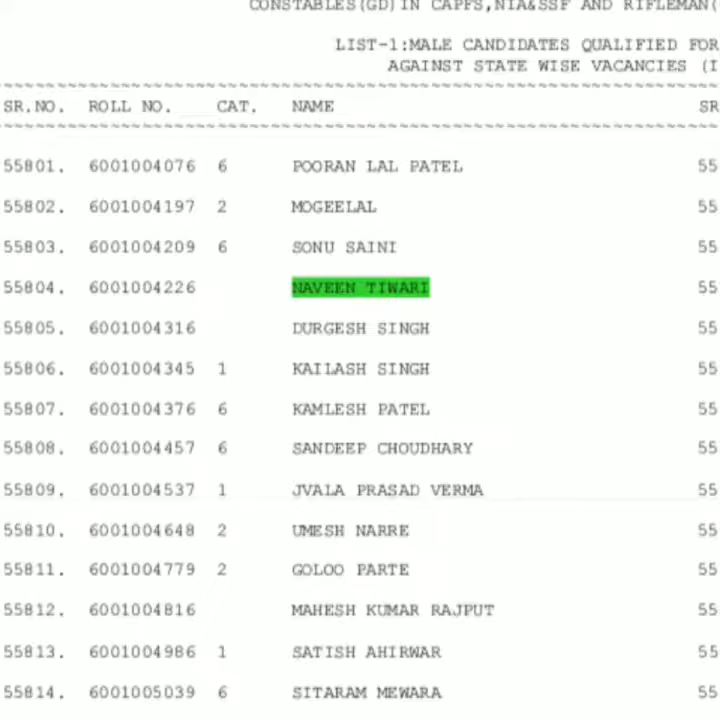 CONSTABLES(GD)IN CAPFS,NIA&SSF AND RIFLEMAN(
LIST-1:MALE CANDIDATES QUALIFIED FOR
AGAINST STATE WISE VACANCIES (I
~~~~~~~~~~~~~~~~~~~~~~~~~~~~~~~~~~~~~~~~~~~~~~~~~~~~~~~~~~~~~~~~~~~
SR.NO. ROLL NO. CAT. NAME SR
~~~~~~~~~~~~~~~~~~~~~~~~~~~~~~~~~~~~~~~~~~~~~~~~~~~~~~~~~~~~~~~~~~~
55801. 6001004076 6 POORAN LAL PATEL 55
55802. 6001004197 2 MOGEELAL 55
55803. 6001004209 6 SONU SAINI 55
55804. 6001004226 NAVEEN TIWARI 55
55805. 6001004316 DURGESH SINGH 55
55806. 6001004345 1 KAILASH SINGH 55
55807. 6001004376 6 KAMLESH PATEL 55
55808. 6001004457 6 SANDEEP CHOUDHARY 55
55809. 6001004537 1 JVALA PRASAD VERMA 55
55810. 6001004648 2 UMESH NARRE 55
55811. 6001004779 2 GOLOO PARTE 55
55812. 6001004816 MAHESH KUMAR RAJPUT 55
55813. 6001004986 1 SATISH AHIRWAR 55
55814. 6001005039 6 SITARAM MEWARA 55